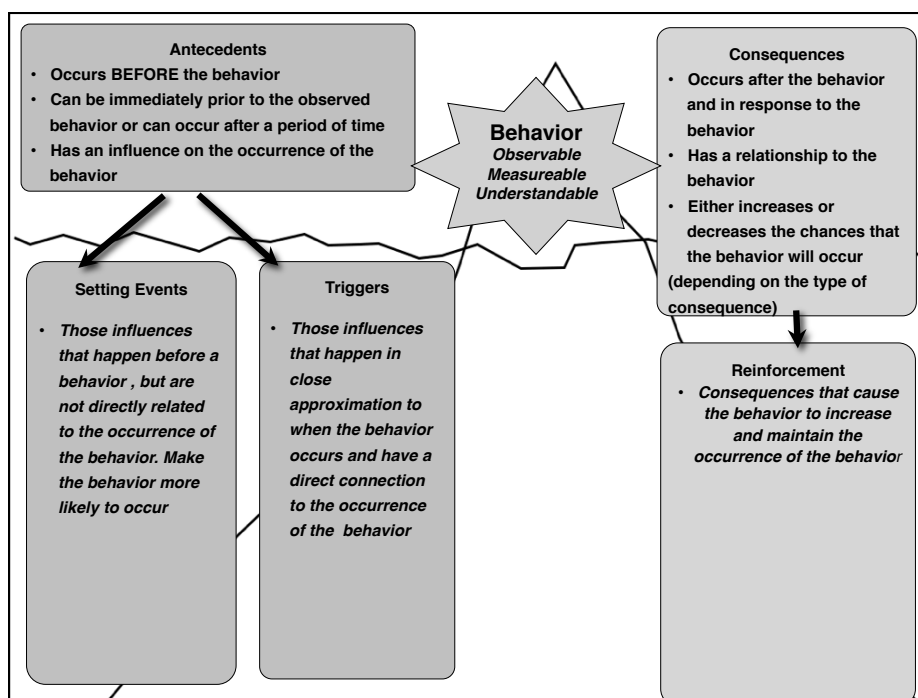 Antecedents
• Occurs BEFORE the behavior
• Can be immediately prior to the observed
behavior or can occur after a period of time
• Has an influence on the occurrence of the
behavior
Behavior
Observable
Measureable
Understandable
Consequences
• Occurs after the behavior
and in response to the
behavior
• Has a relationship to the
behavior
• Either increases or
decreases the chances that
the behavior will occur
(depending on the type of
consequence)
Setting Events
• Those influences
that happen before a
behavior , but are
not directly related
to the occurrence of
the behavior. Make
the behavior more
likely to occur
Triggers
• Those influences
that happen in
close
approximation to
when the behavior
occurs and have a
direct connection
to the occurrence
of the behavior
Reinforcement
• Consequences that cause
the behavior to increase
and maintain the
occurrence of the behavior